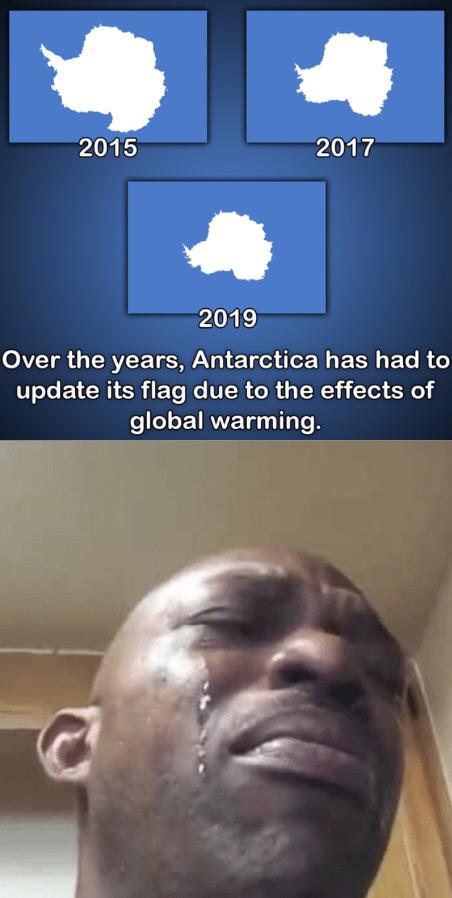 2015
2017
2019
Over the years, Antarctica has had to
update its flag due to the effects of
global warming.